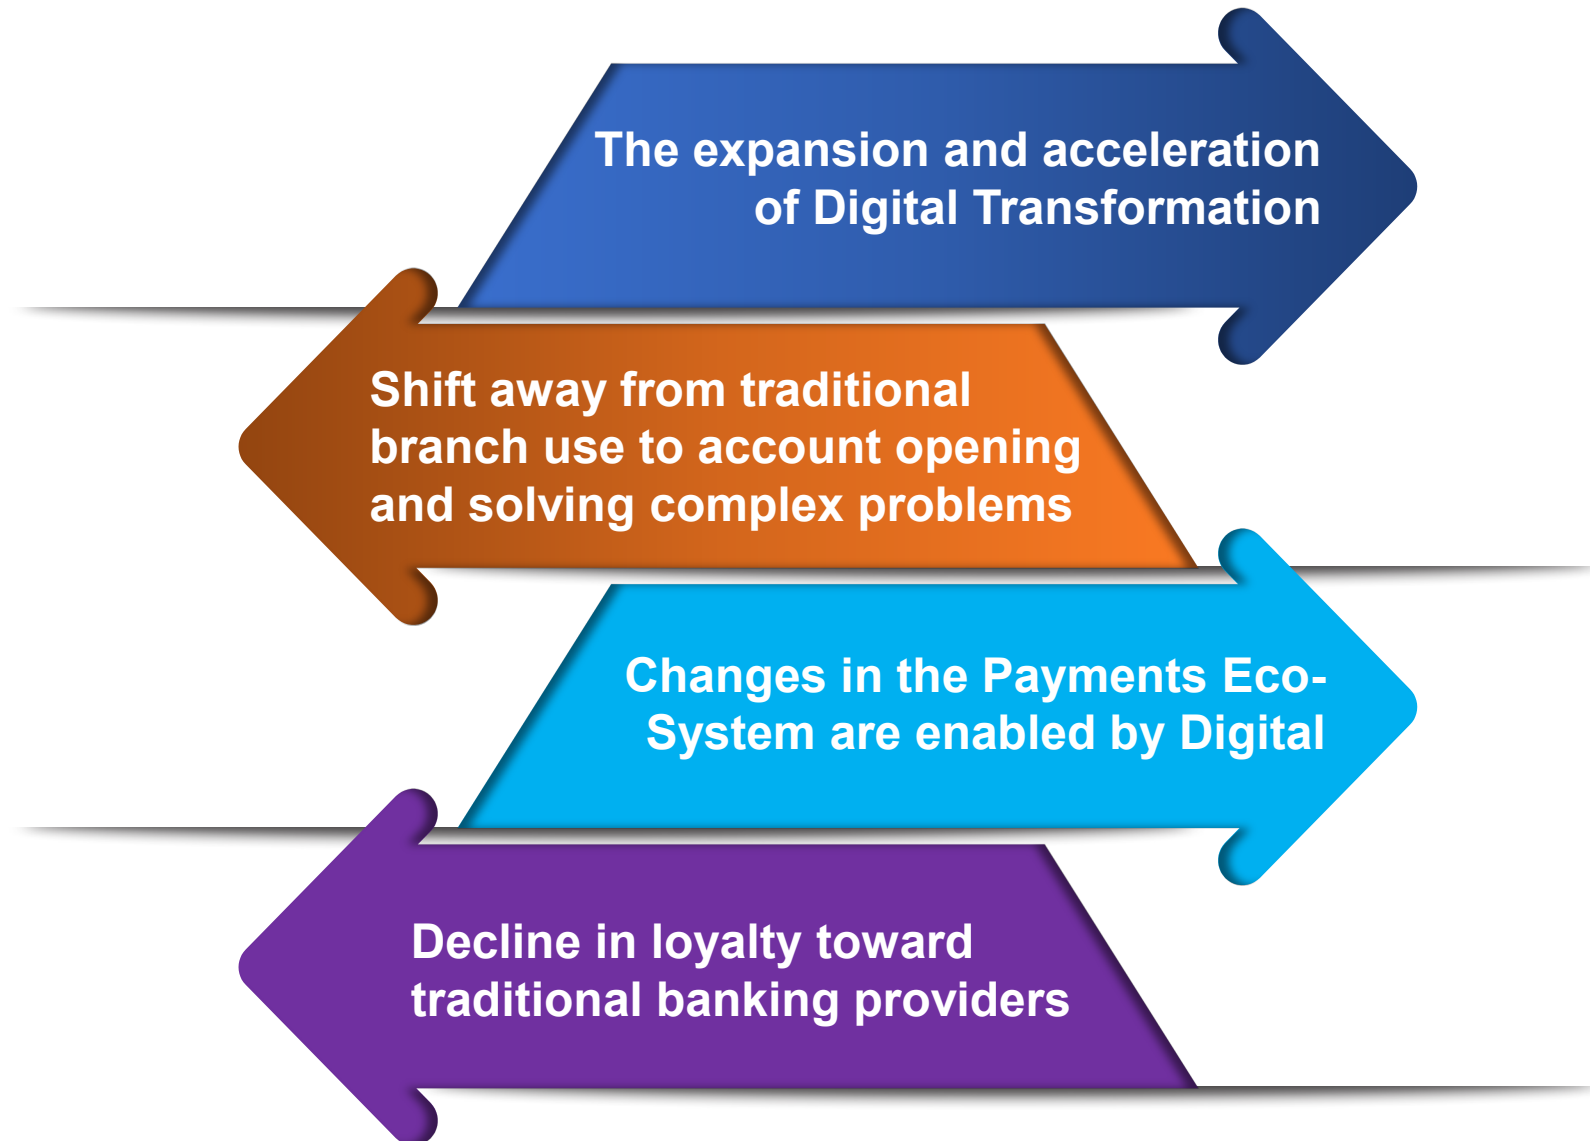 The expansion and acceleration
of Digital Transformation
Shift away from traditional
branch use to account opening
and solving complex problems
Changes in the Payments Eco-
System are enabled by Digital
Decline in loyalty toward
traditional banking providers